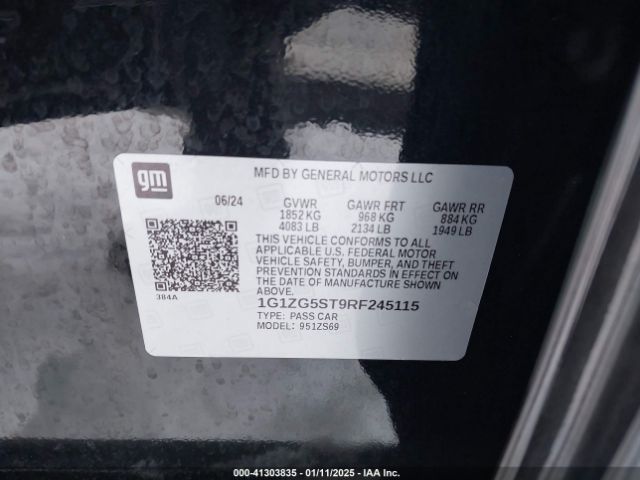 gm
MFD BY GENERAL MOTORS LLC
06/24 GVWR GAWR FRT GAWR RR
1852 KG 968 KG 884 KG
4083 LB 2134 LB 1949 LB
THIS VEHICLE CONFORMS TO ALL
APPLICABLE U.S. FEDERAL MOTOR
VEHICLE SAFETY, BUMPER, AND THEFT
PREVENTION STANDARDS IN EFFECT ON
THE DATE OF MANUFACTURE SHOWN
ABOVE.
384A
1G1ZG5ST9RF245115
TYPE: PASS CAR
MODEL: 951ZS69
000-41303835 - 01/11/2025 - IAA Inc.